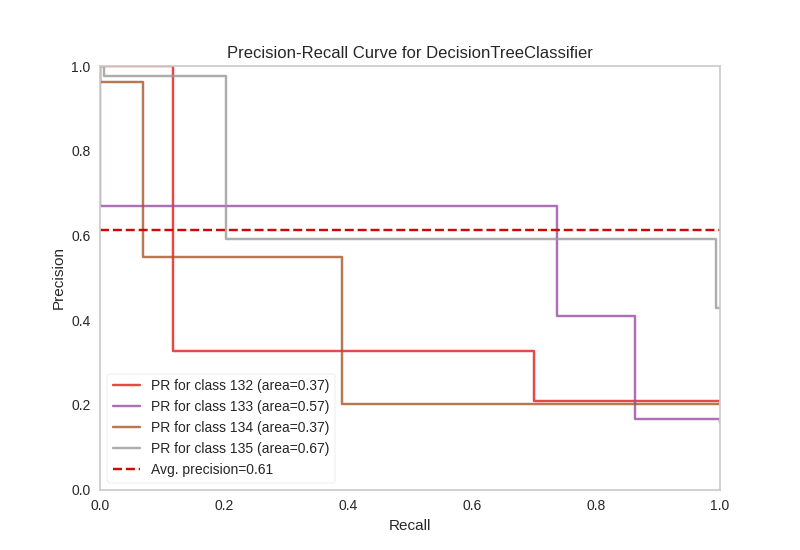 Precision-Recall Curve for DecisionTreeClassifier
1.0
0.8
0.6
0.4
0.2
0.0
Precision
PR for class 132 (area=0.37)
PR for class 133 (area=0.57)
PR for class 134 (area=0.37)
PR for class 135 (area=0.67)
Avg. precision=0.61
0.0 0.2 0.4 0.6 0.8 1.0
Recall